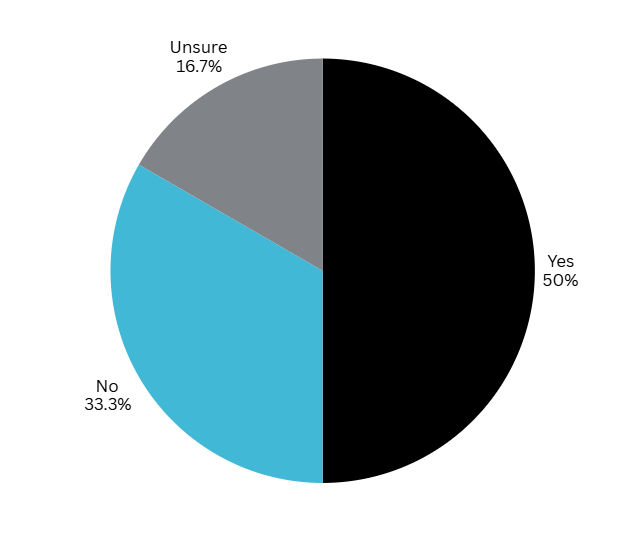 Unsure
16.7%
Yes
50%
No
33.3%